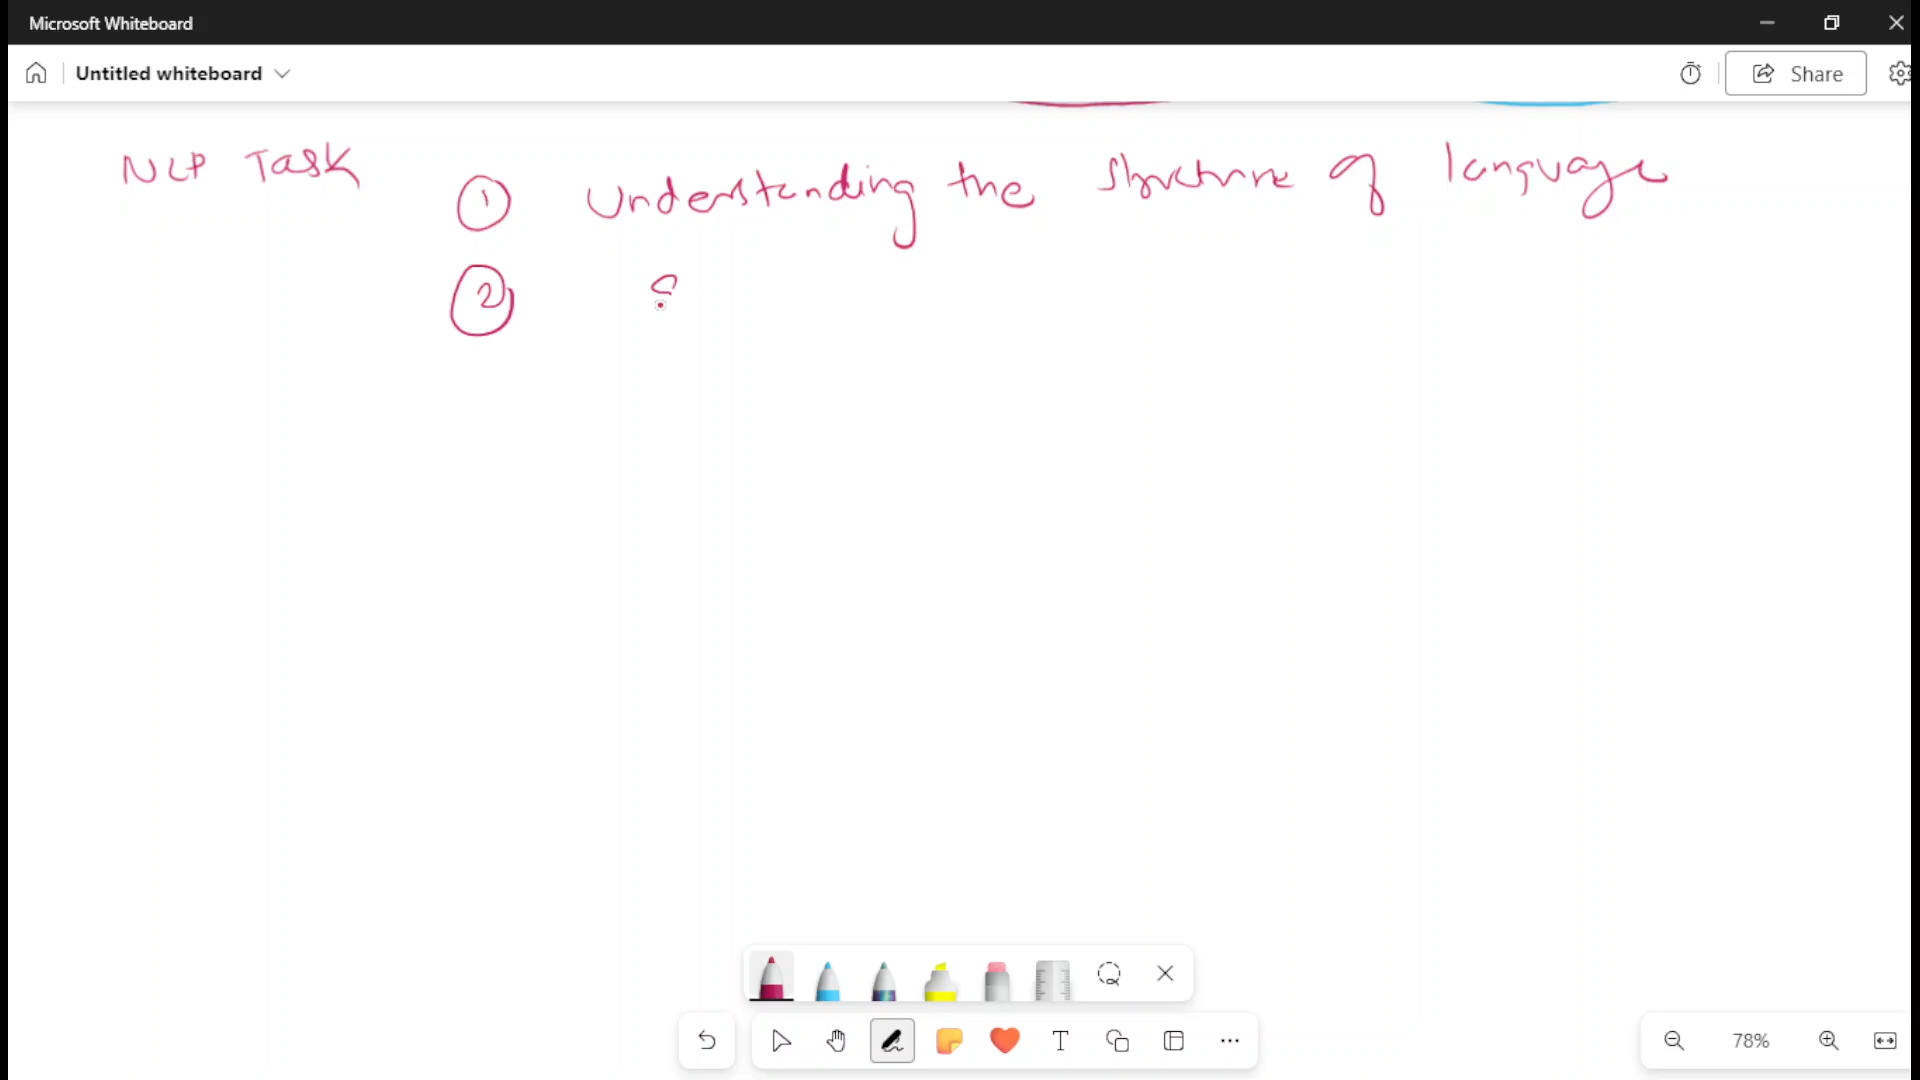 Microsoft Whiteboard
Untitled whiteboard
Share
NLP Task
① Understanding the structure of language
②
78%